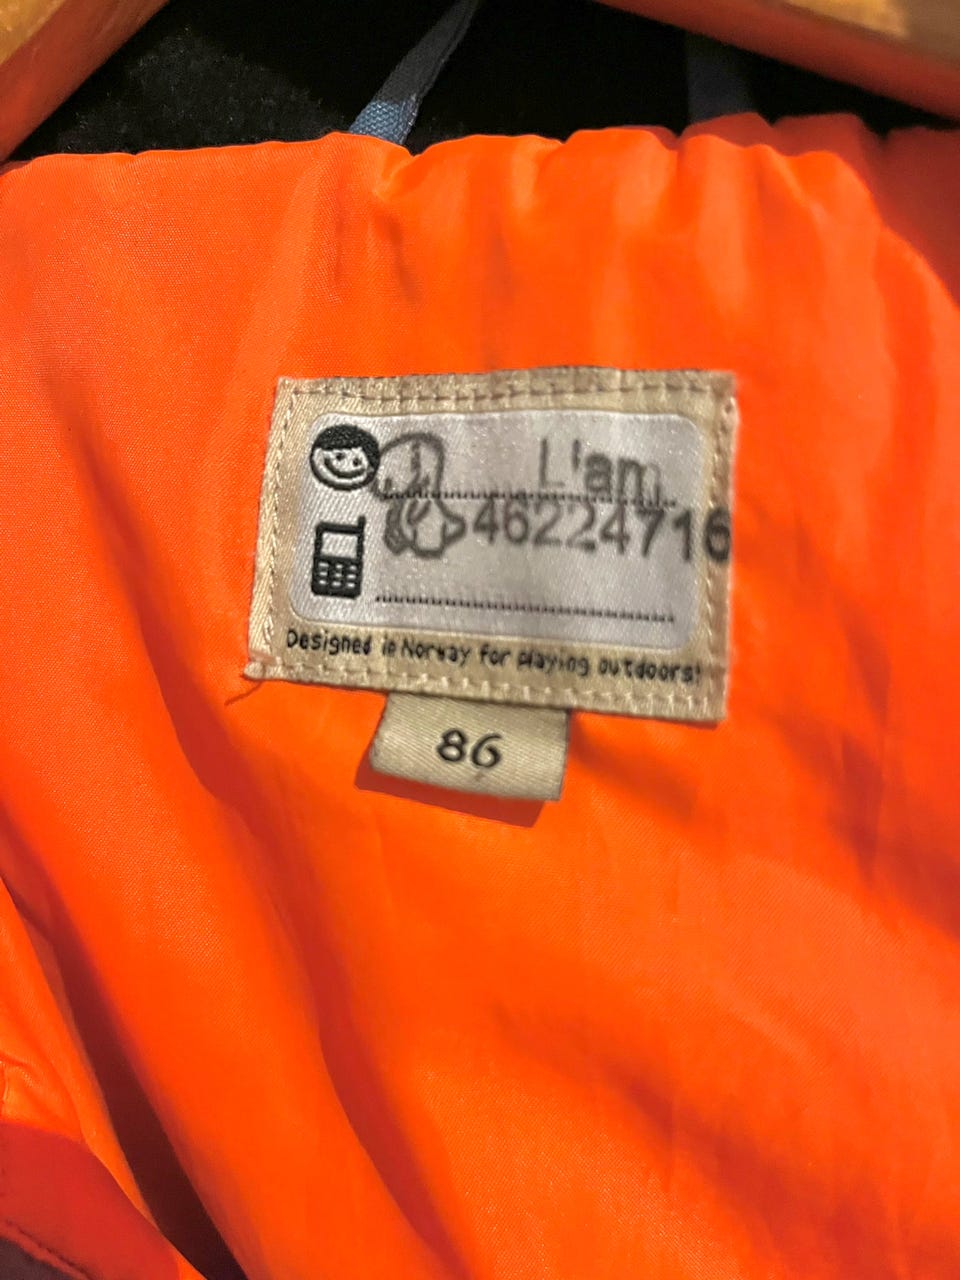 L'am
46224716
Designed in Norway for playing outdoors!
86